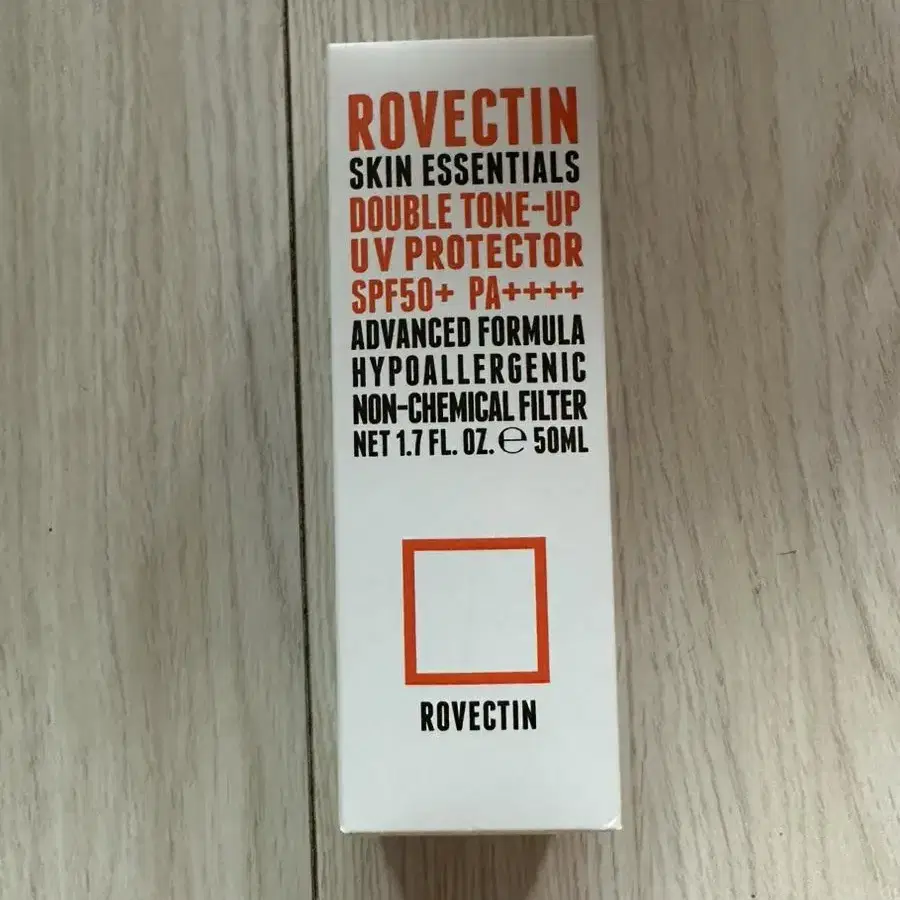 ROVECTIN
SKIN ESSENTIALS
DOUBLE TONE-UP
UV PROTECTOR
SPF50+ PA++++
ADVANCED FORMULA
HYPOALLERGENIC
NON-CHEMICAL FILTER
NET 1.7 FL. OZ. ℮ 50ML
ROVECTIN